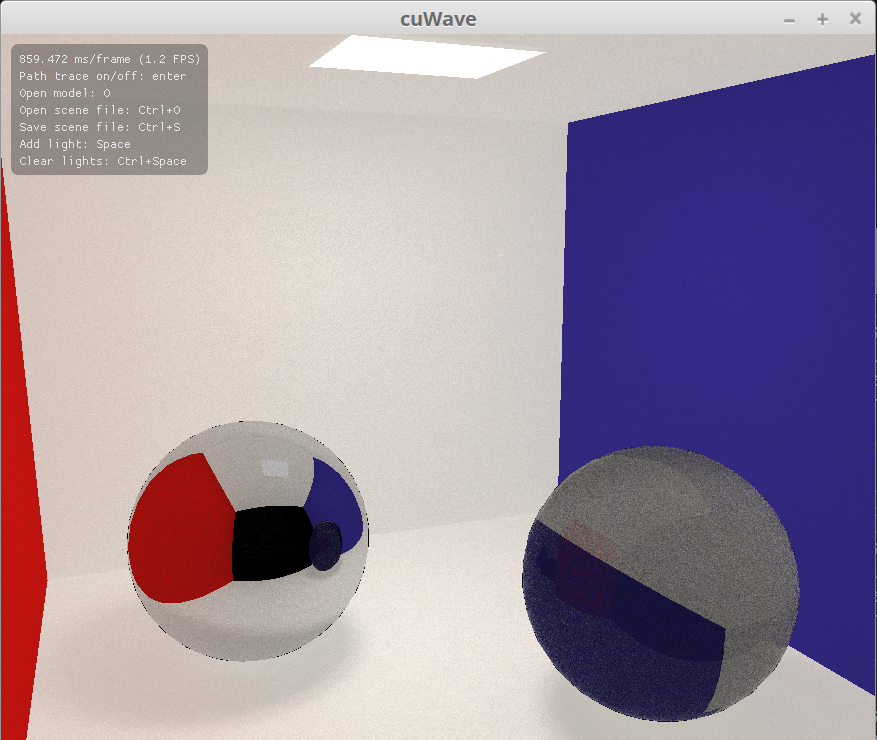 cuWave
859.472 ms/frame (1.2 FPS)
Path trace on/off: enter
Open model: O
Open scene file: Ctrl+O
Save scene file: Ctrl+S
Add light: Space
Clear lights: Ctrl+Space